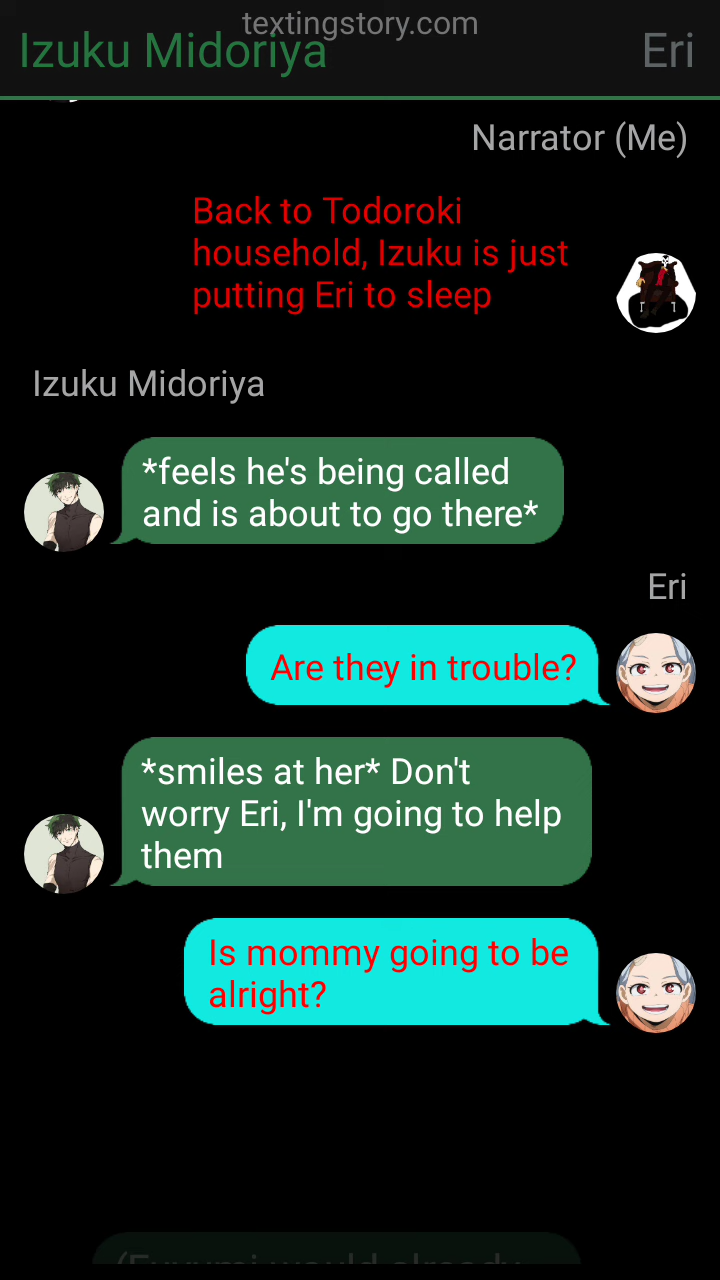 textingstory.com
Izuku Midoriya
Eri
Narrator (Me)
Back to Todoroki
household, Izuku is just
putting Eri to sleep
Izuku Midoriya
*feels he's being called
and is about to go there*
Eri
Are they in trouble?
*smiles at her* Don't
worry Eri, I'm going to help
them
Is mommy going to be
alright?
would already